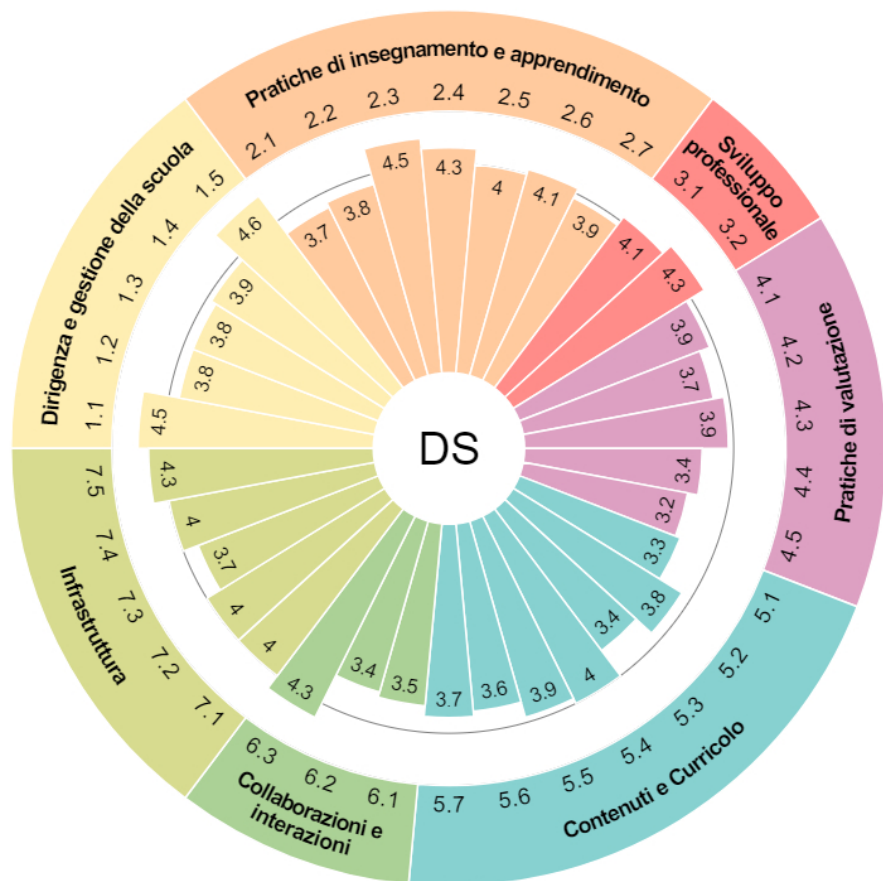 Pratiche di insegnamento e apprendimento
2.1 2.2 2.3 2.4 2.5 2.6 2.7
3.7 3.8 4.5 4.3 4 4.1 3.9
Sviluppo
professionale
3.1 3.2
4.1 4.3
Pratiche di valutazione
4.1 4.2 4.3 4.4 4.5
3.9 3.7 3.9 3.4 3.2
Contenuti e Curricolo
5.1 5.2 5.3 5.4 5.5 5.6 5.7
3.3 3.8 3.4 4 3.9 3.6 3.7
Collaborazioni e
interazioni
6.1 6.2 6.3
3.5 3.4 4.3
Infrastruttura
7.1 7.2 7.3 7.4 7.5
4 4 3.7 4 4.3
Dirigenza e gestione della scuola
1.1 1.2 1.3 1.4 1.5
4.5 3.8 3.8 3.9 4.6
DS